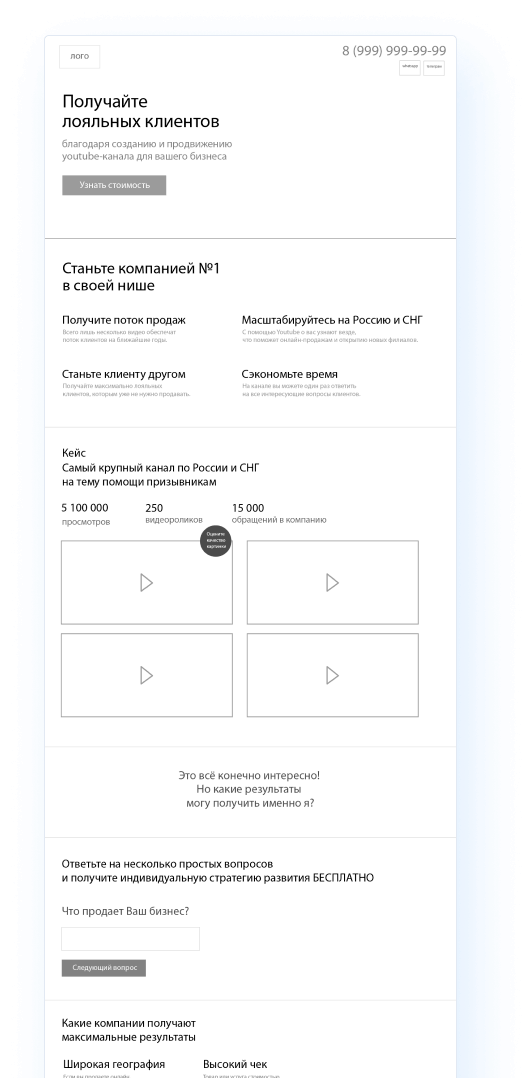 лого
8 (999) 999-99-99
whatsapp
telegram
Получайте
лояльных клиентов
благодаря созданию и продвижению
youtube-канала для вашего бизнеса
Узнать стоимость
Станьте компанией №1
в своей нише
Получите поток продаж
Всего лишь несколько видео обеспечат
поток клиентов на ближайшие годы.
Масштабируйтесь на Россию и СНГ
С помощью Youtube о вас узнают везде,
что поможет онлайн-продажам и открытию новых филиалов.
Станьте клиенту другом
Получайте максимально лояльных
клиентов, которым уже не нужно продавать.
Сэкономьте время
На канале вы можете один раз ответить
на все интересующие вопросы клиентов.
Кейс
Самый крупный канал по России и СНГ
на тему помощи призывникам
5 100 000
просмотров
250
видеороликов
15 000
обращений в компанию
Оцените
качество
картинки
Это всё конечно интересно!
Но какие результаты
могу получить именно я?
Ответьте на несколько простых вопросов
и получите индивидуальную стратегию развития БЕСПЛАТНО
Что продает Ваш бизнес?
Следующий вопрос
Какие компании получают
максимальные результаты
Широкая география
Высокий чек